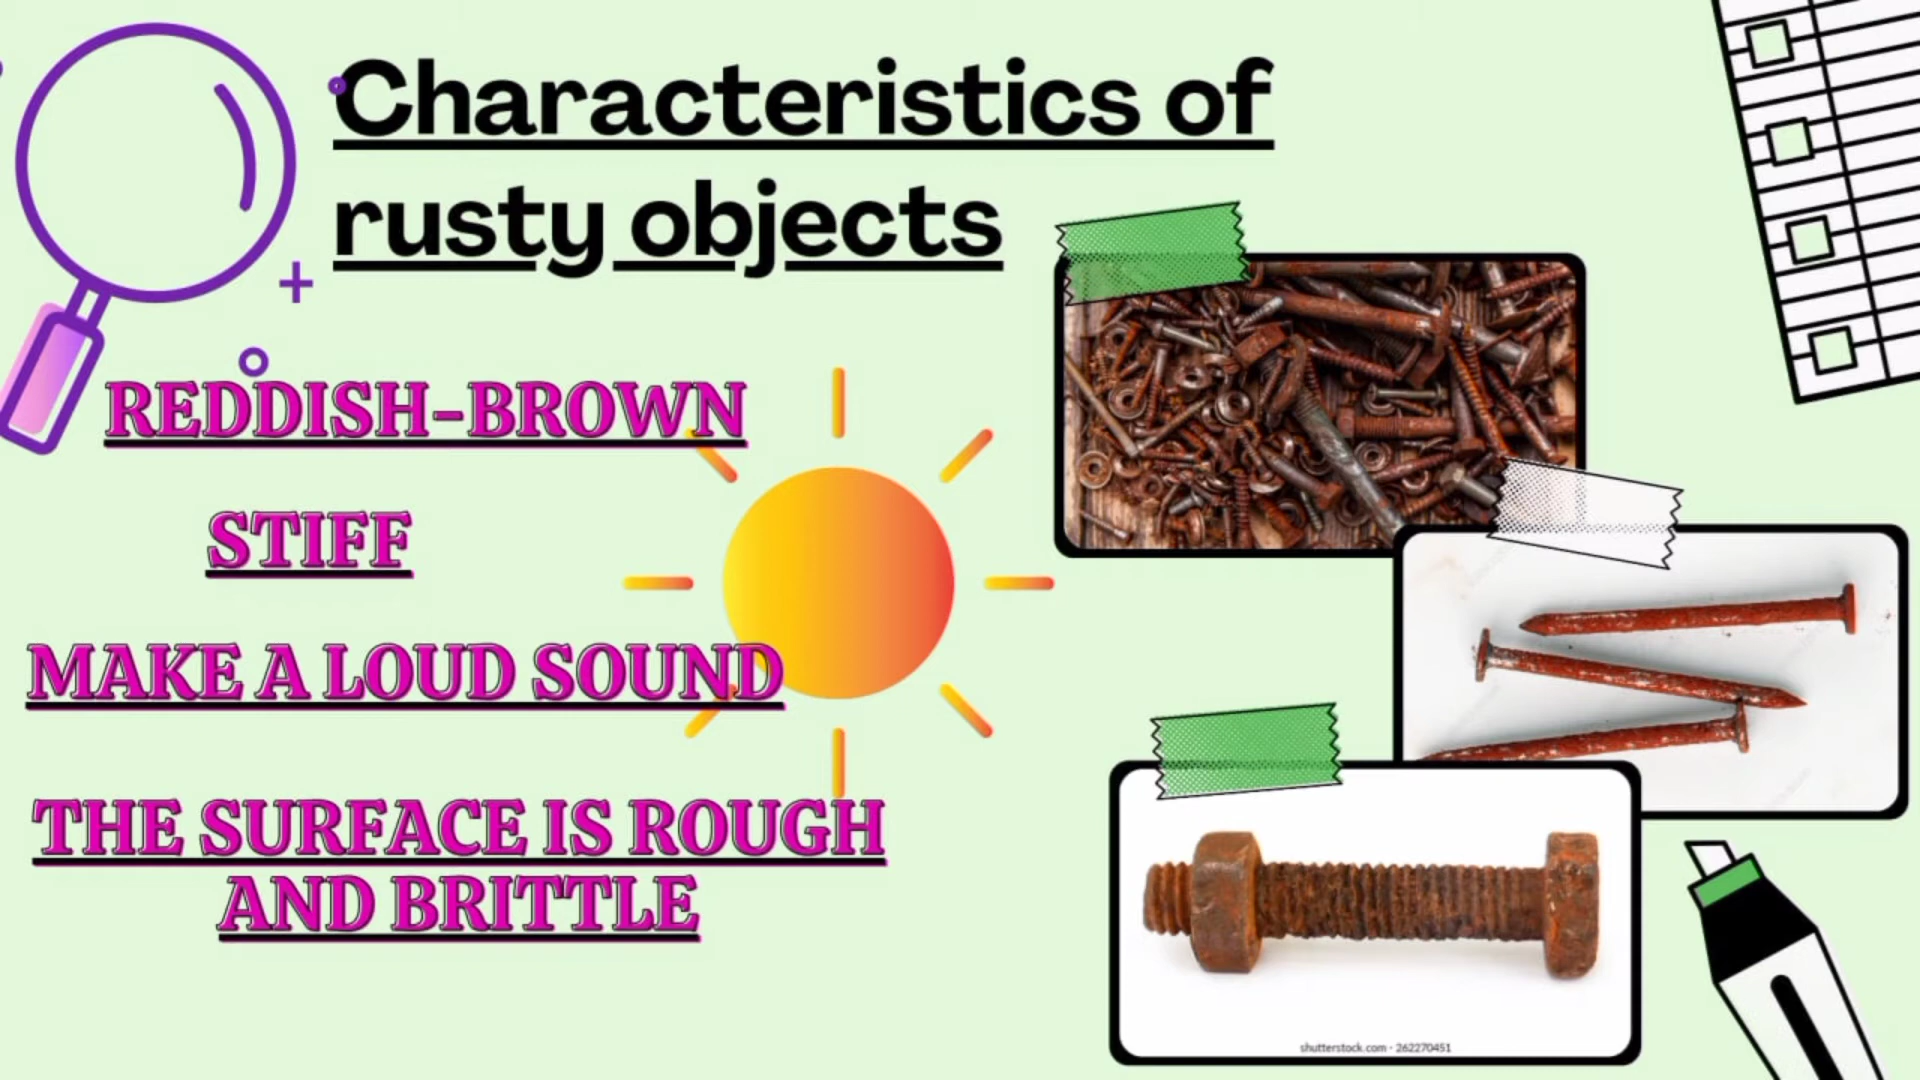 Characteristics of
rusty objects
REDDISH-BROWN
STIFF
MAKE A LOUD SOUND
THE SURFACE IS ROUGH
AND BRITTLE
shutterstock.com · 262270451